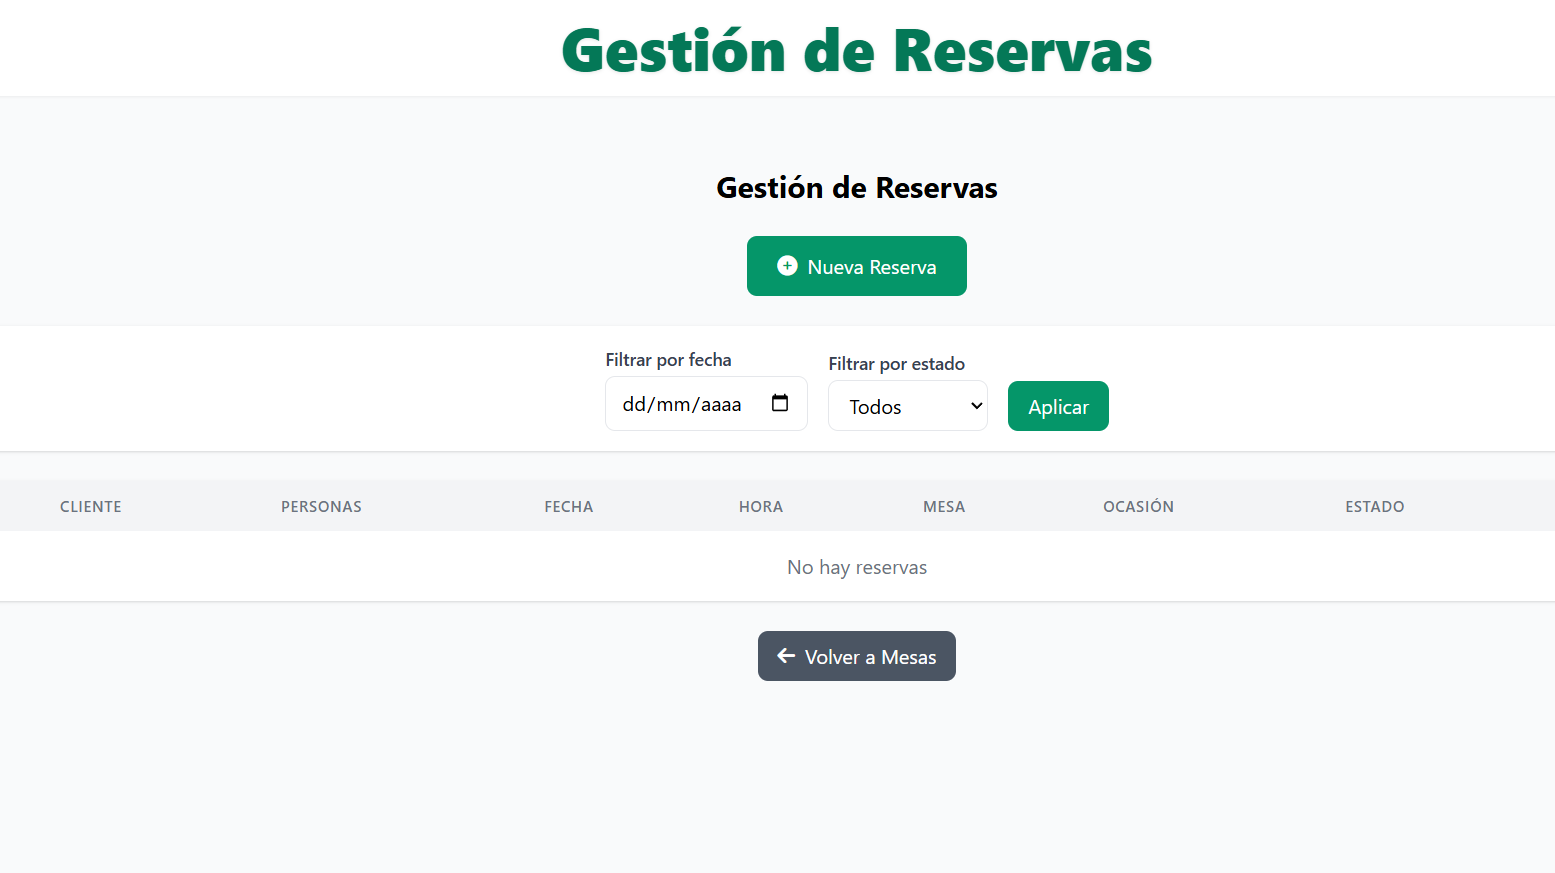 Gestión de Reservas
Gestión de Reservas
Nueva Reserva
Filtrar por fecha
Filtrar por estado
dd/mm/aaaa
Todos
Aplicar
CLIENTE PERSONAS FECHA HORA MESA OCASIÓN ESTADO
No hay reservas
Volver a Mesas